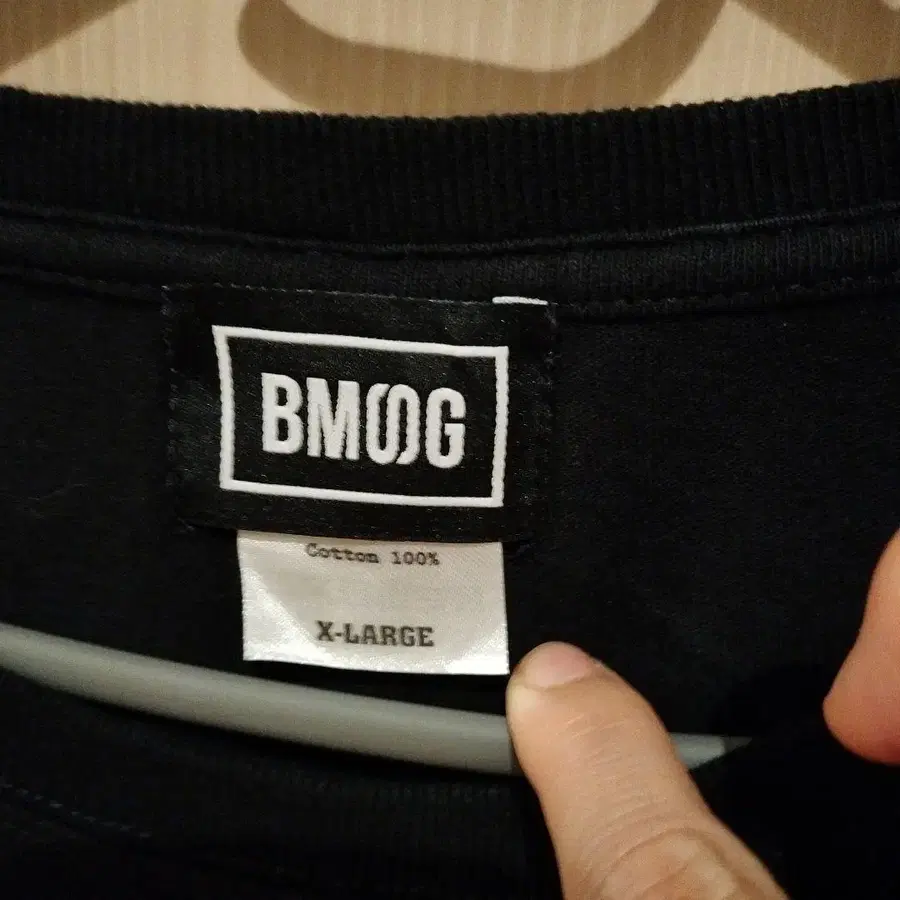 BMOG
Cotton 100%
X-LARGE